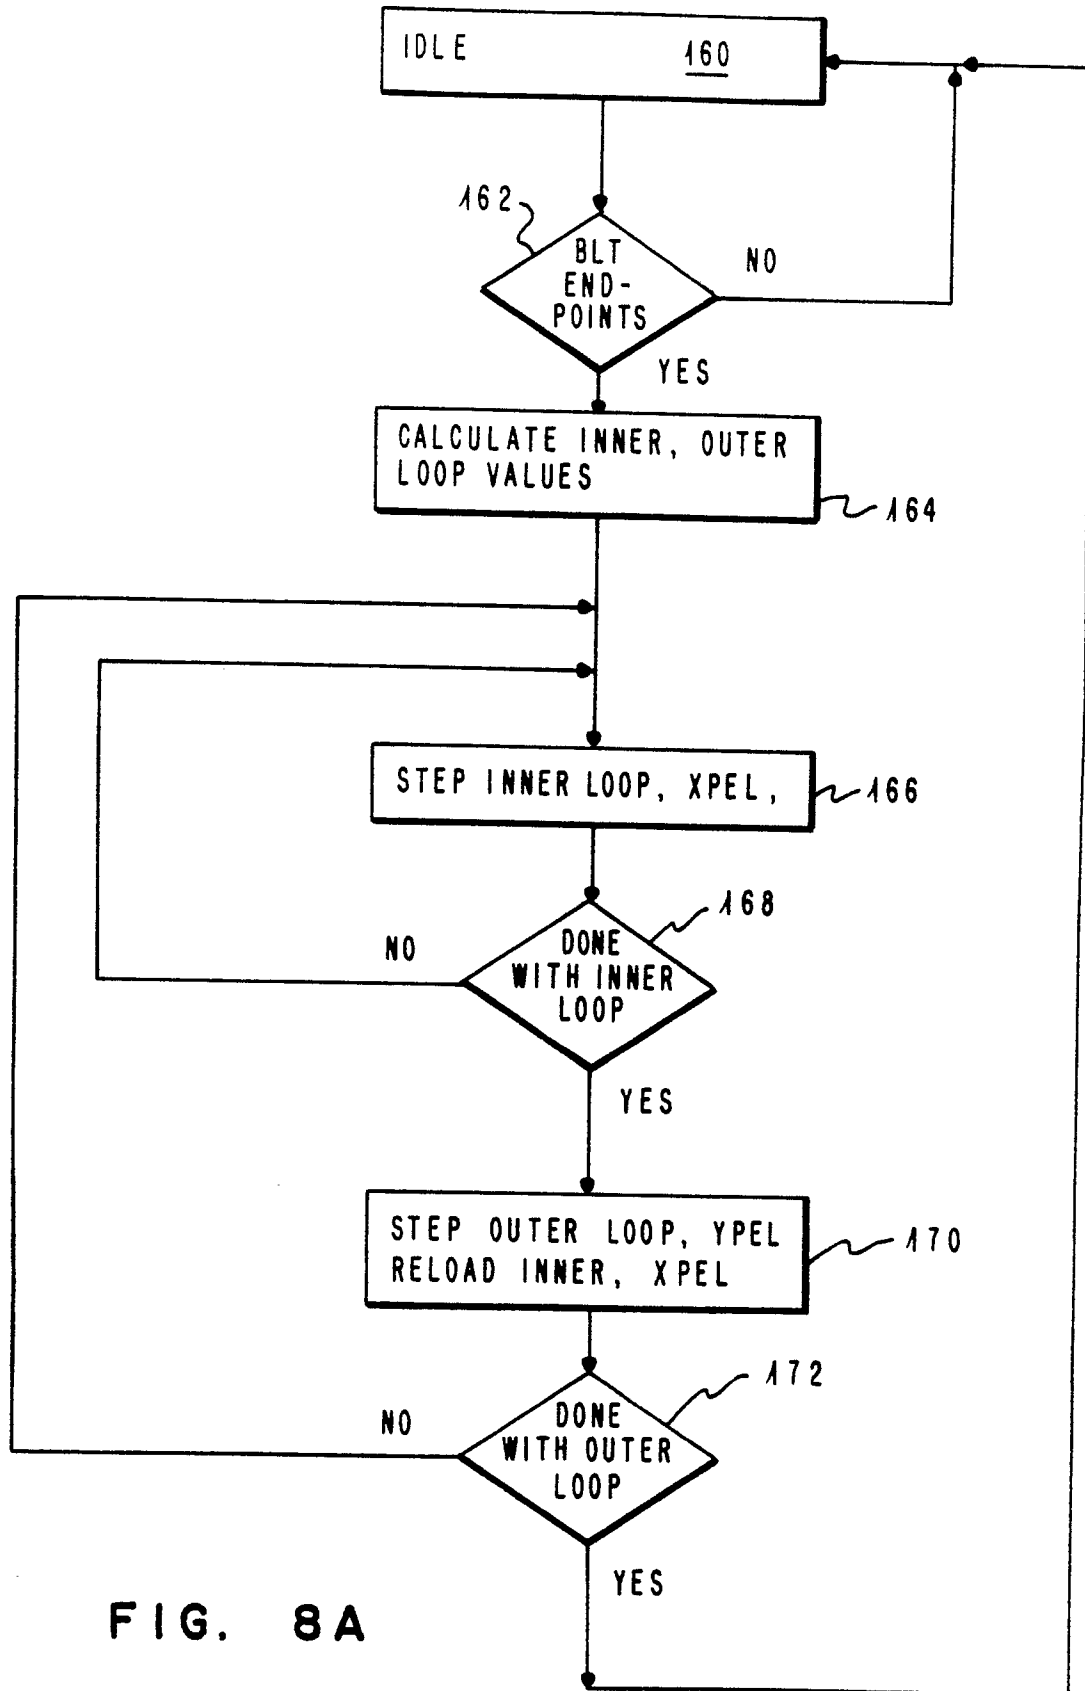 IDLE 160
162
BLT
END-
POINTS
NO
YES
CALCULATE INNER, OUTER
LOOP VALUES
164
STEP INNER LOOP, XPEL,
166
168
DONE
WITH INNER
LOOP
NO
YES
STEP OUTER LOOP, YPEL
RELOAD INNER, XPEL
170
172
DONE
WITH OUTER
LOOP
NO
YES
FIG. 8A